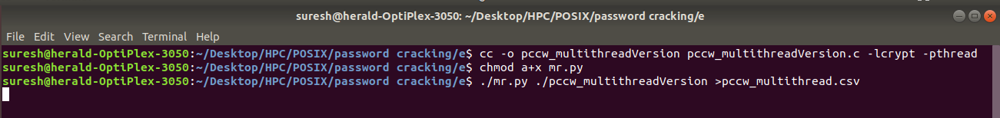 suresh@herald-OptiPlex-3050: ~/Desktop/HPC/POSIX/password cracking/e
File Edit View Search Terminal Help
suresh@herald-OptiPlex-3050:~/Desktop/HPC/POSIX/password cracking/e$ cc -o pccw_multithreadVersion pccw_multithreadVersion.c -lcrypt -pthread
suresh@herald-OptiPlex-3050:~/Desktop/HPC/POSIX/password cracking/e$ chmod a+x mr.py
suresh@herald-OptiPlex-3050:~/Desktop/HPC/POSIX/password cracking/e$ ./mr.py ./pccw_multithreadVersion >pccw_multithread.csv